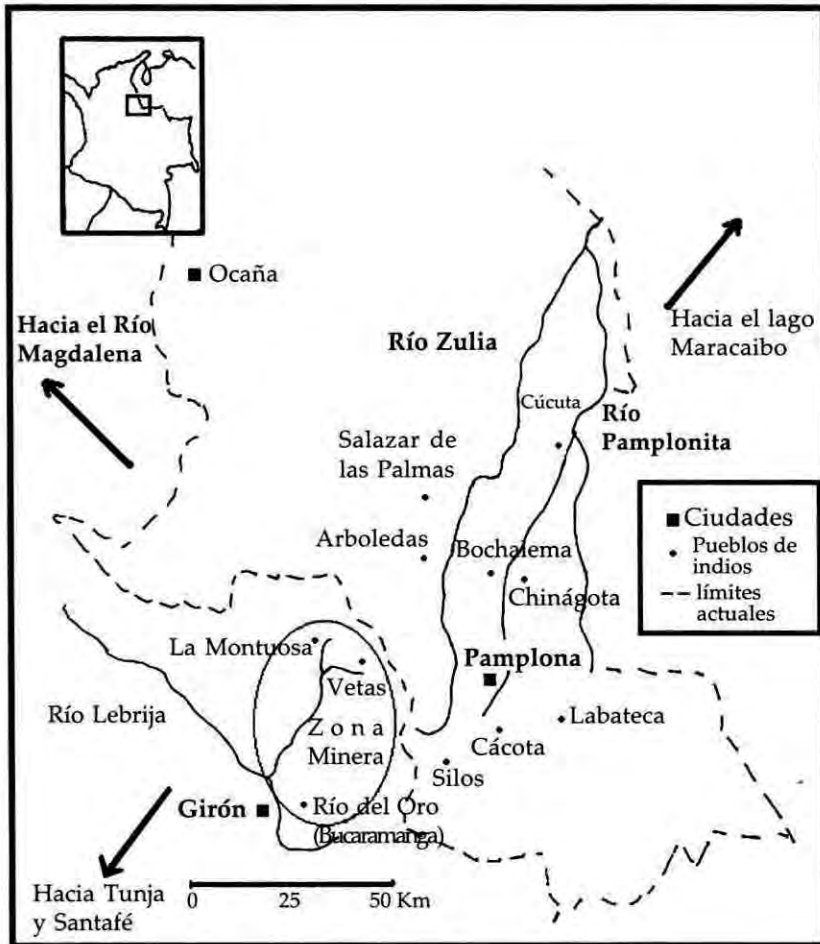 Ocaña
Hacia el Río
Magdalena
Río Zulia
Hacia el lago
Maracaibo
Cúcuta
Río
Pamplonita
Salazar de
las Palmas
Ciudades
Pueblos de
indios
límites
actuales
Arboledas
Bochalema
Chinágota
La Montuosa
Vetas
Pamplona
Río Lebrija
Zona
Minera
Labateca
Cácota
Silos
Girón
Río del Oro
(Bucaramanga)
Hacia Tunja
y Santafé
0 25 50 Km